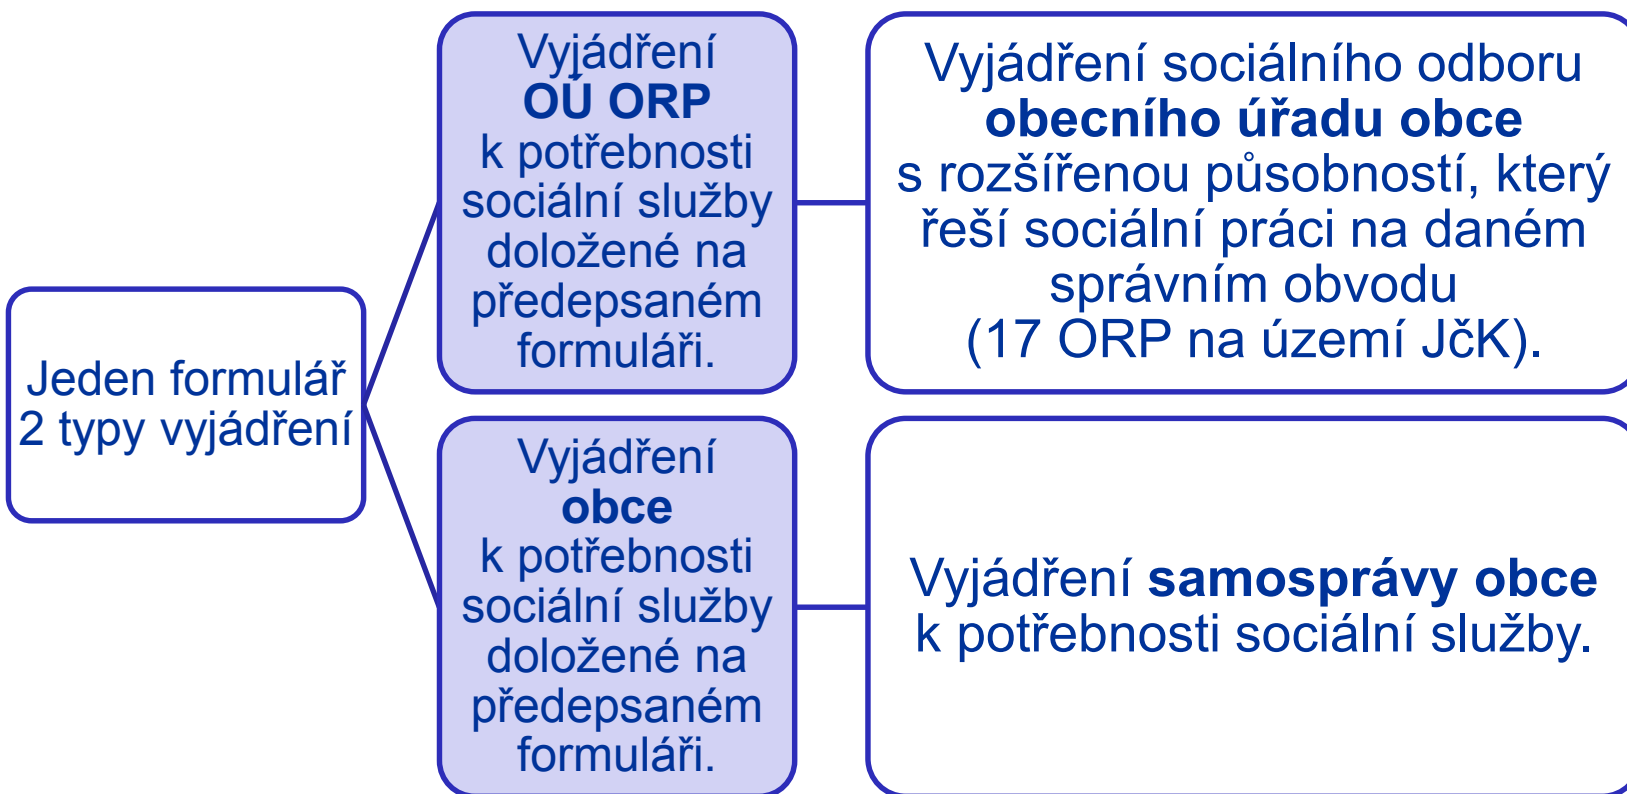 Jeden formulář
2 typy vyjádření
Vyjádření
OÚ ORP
k potřebnosti
sociální služby
doložené na
předepsaném
formuláři.
Vyjádření sociálního odboru
obecního úřadu obce
s rozšířenou působností, který
řeší sociální práci na daném
správním obvodu
(17 ORP na území JčK).
Vyjádření
obce
k potřebnosti
sociální služby
doložené na
předepsaném
formuláři.
Vyjádření samosprávy obce
k potřebnosti sociální služby.